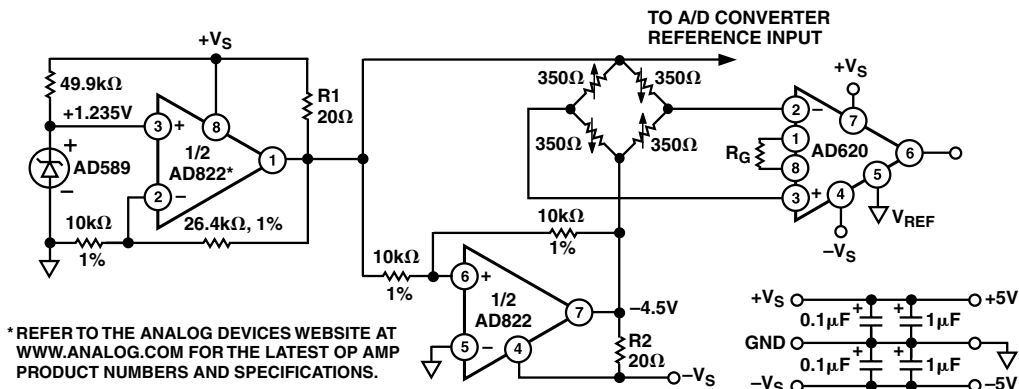 TO A/D CONVERTER
REFERENCE INPUT
+VS
49.9kΩ
+1.235V
3
+
8
1/2
AD822*
1
R1
20Ω
+
AD589
−
2
−
10kΩ
1%
26.4kΩ, 1%
350Ω
350Ω
350Ω
350Ω
+VS
2
−
7
1
RG
AD620
6
8
5
3
+
4
VREF
−VS
10kΩ
1%
10kΩ
1%
6
+
1/2
AD822
7
−4.5V
5
−
4
R2
20Ω
−VS
+VS
+5V
+
+
0.1μF
1μF
GND
+
+
0.1μF
1μF
−VS
−5V
*REFER TO THE ANALOG DEVICES WEBSITE AT
WWW.ANALOG.COM FOR THE LATEST OP AMP
PRODUCT NUMBERS AND SPECIFICATIONS.